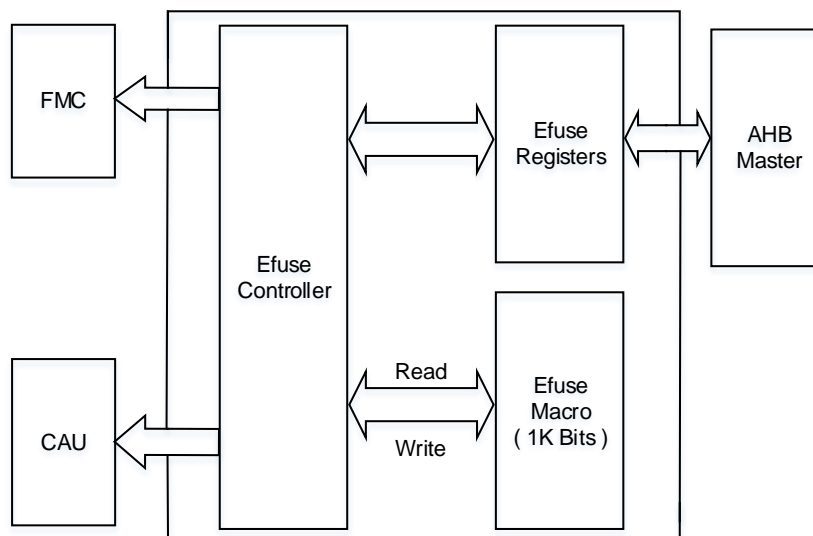 FMC
Efuse
Registers
AHB
Master
Efuse
Controller
Read
Write
Efuse
Macro
( 1K Bits )
CAU